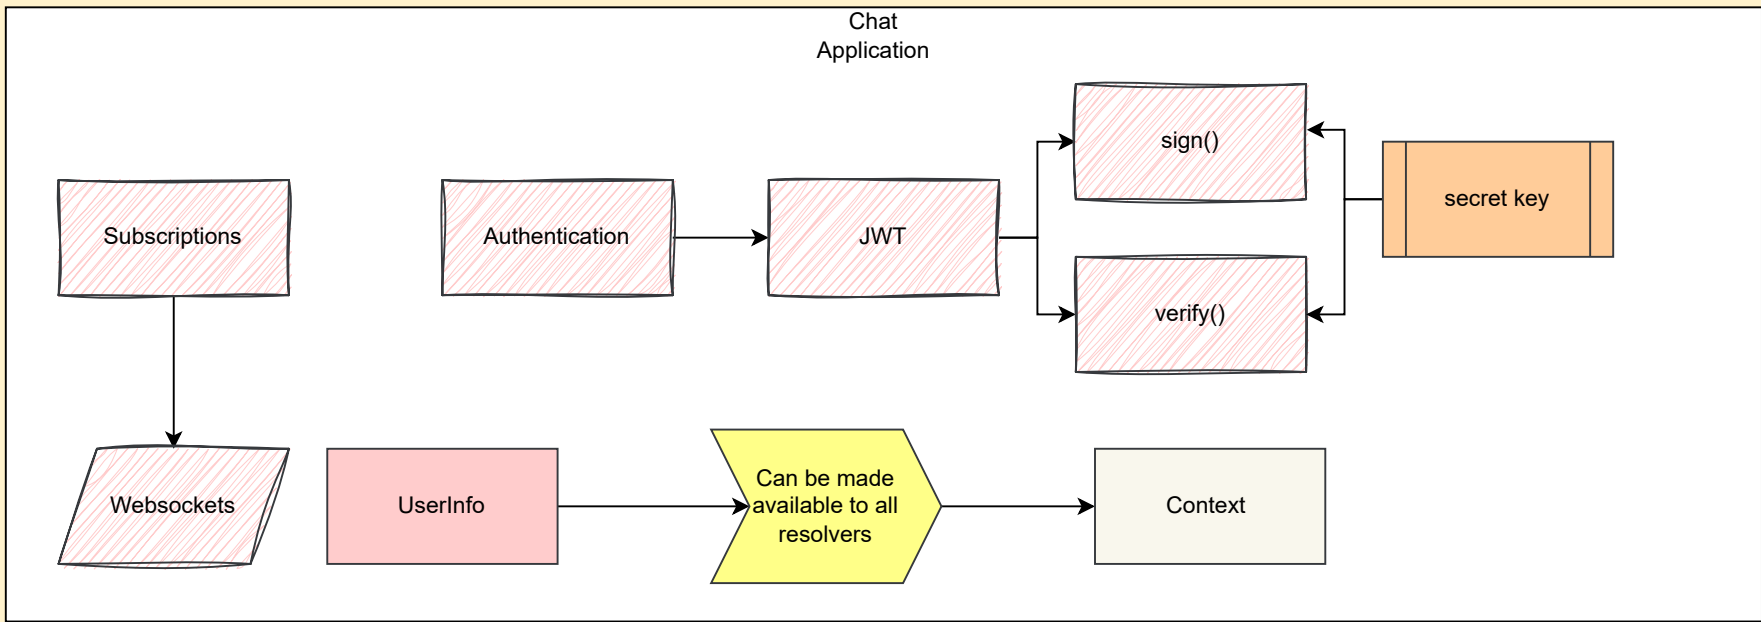 Chat
Application
sign()
secret key
Subscriptions
Authentication
JWT
verify()
Websockets
UserInfo
Can be made
available to all
resolvers
Context